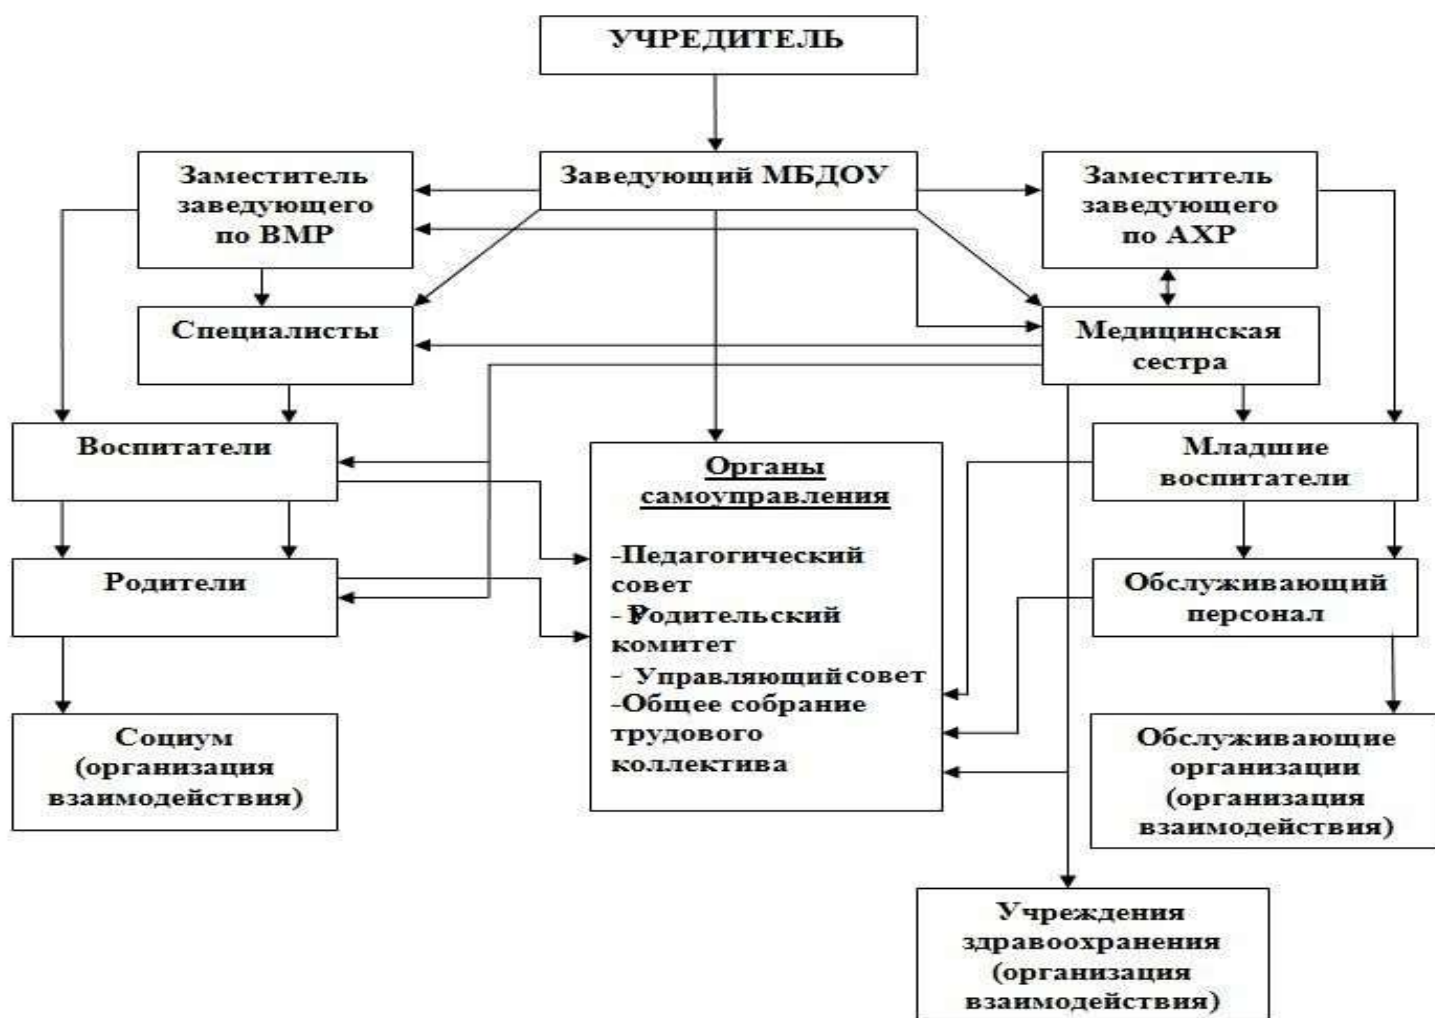 УЧРЕДИТЕЛЬ
Заместитель
заведующего
по ВМР
Заведующий МБДОУ
Заместитель
заведующего
по АХР
Специалисты
Медицинская
сестра
Воспитатели
Органы
самоуправления
-Педагогический
совет
- Родительский
комитет
- Управляющий совет
-Общее собрание
трудового
коллектива
Младшие
воспитатели
Родители
Обслуживающий
персонал
Социум
(организация
взаимодействия)
Обслуживающие
организации
(организация
взаимодействия)
Учреждения
здравоохранения
(организация
взаимодействия)